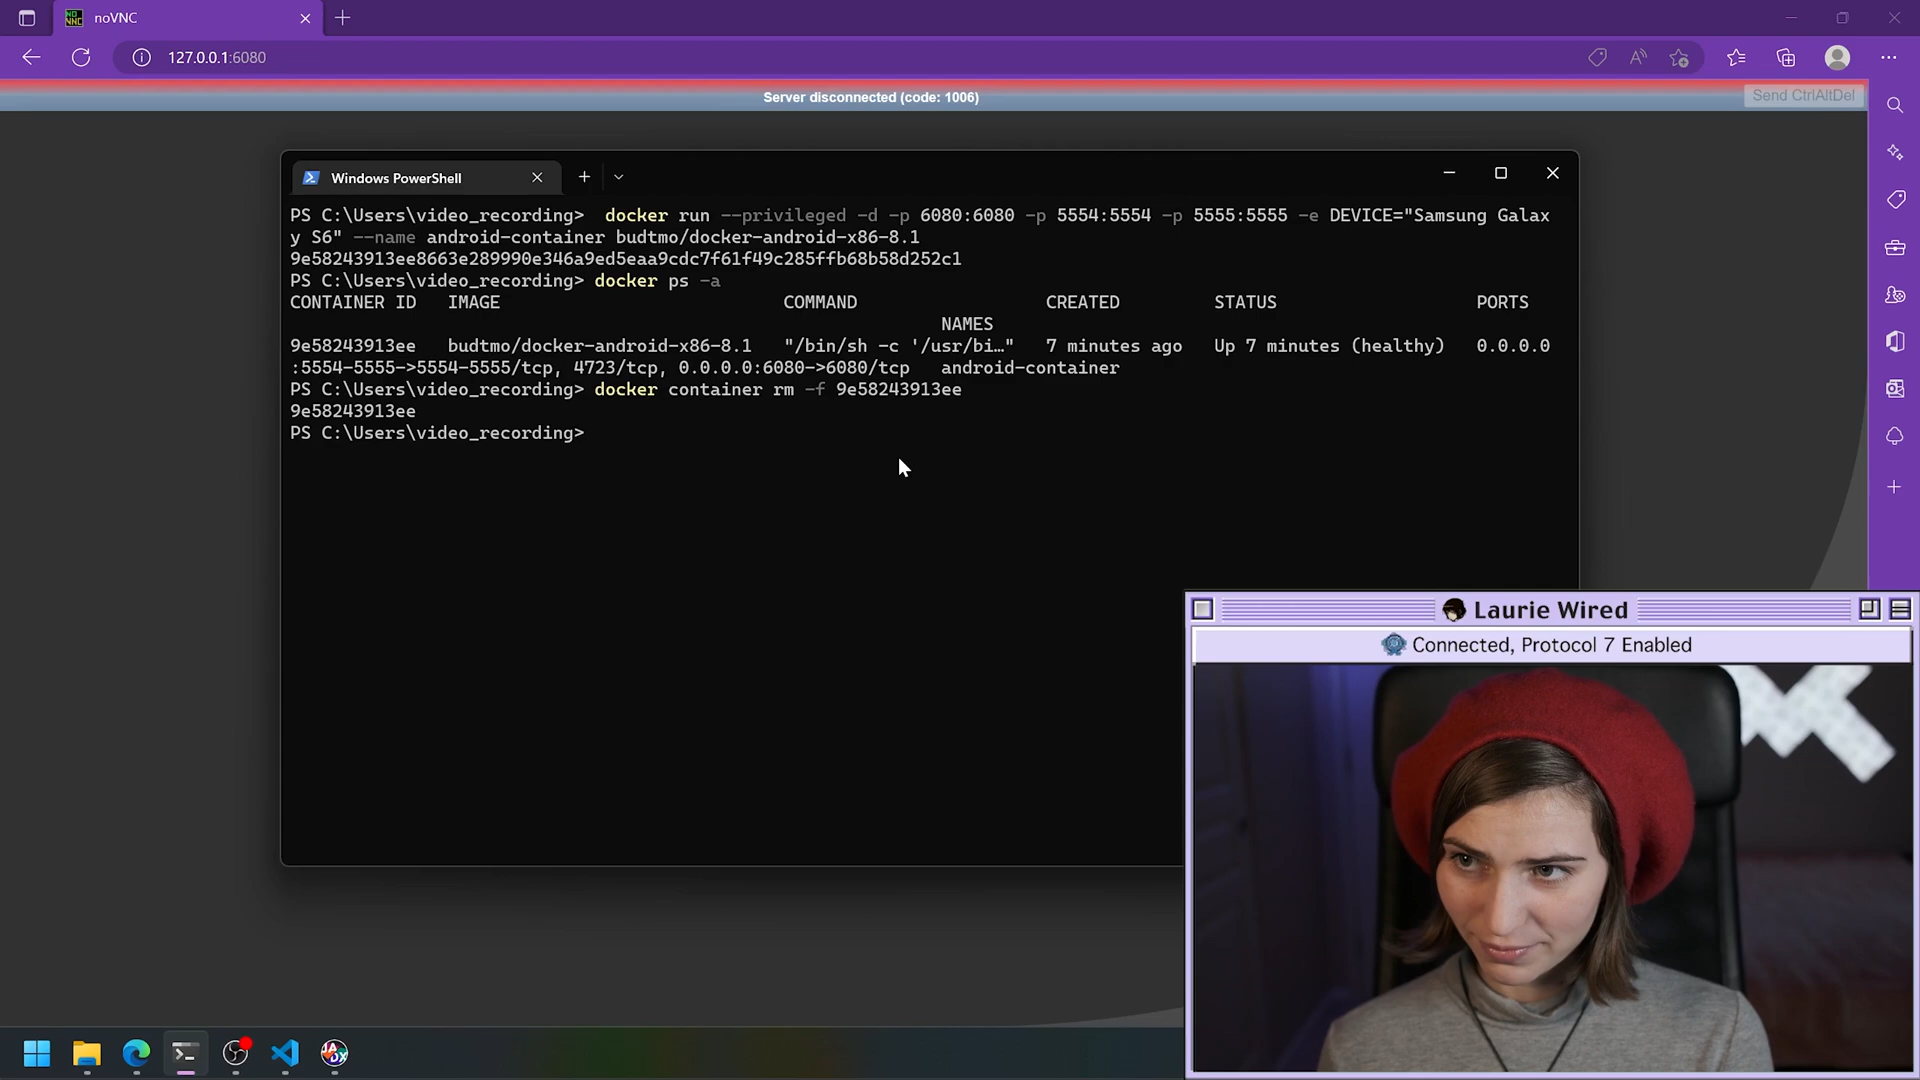 noVNC
127.0.0.1:6080
Server disconnected (code: 1006)
Send CtrlAltDel
Windows PowerShell
PS C:\Users\video_recording>  docker run --privileged -d -p 6080:6080 -p 5554:5554 -p 5555:5555 -e DEVICE="Samsung Galax
y S6" --name android-container budtmo/docker-android-x86-8.1
9e58243913ee8663e289990e346a9ed5eaa9cdc7f61f49c285ffb68b58d252c1
PS C:\Users\video_recording> docker ps -a
CONTAINER ID   IMAGE   COMMAND   CREATED   STATUS   PORTS
NAMES
9e58243913ee   budtmo/docker-android-x86-8.1   "/bin/sh -c '/usr/bi…"   7 minutes ago   Up 7 minutes (healthy)   0.0.0.0
:5554-5555->5554-5555/tcp, 4723/tcp, 0.0.0.0:6080->6080/tcp   android-container
PS C:\Users\video_recording> docker container rm -f 9e58243913ee
9e58243913ee
PS C:\Users\video_recording>
Laurie Wired
Connected, Protocol 7 Enabled